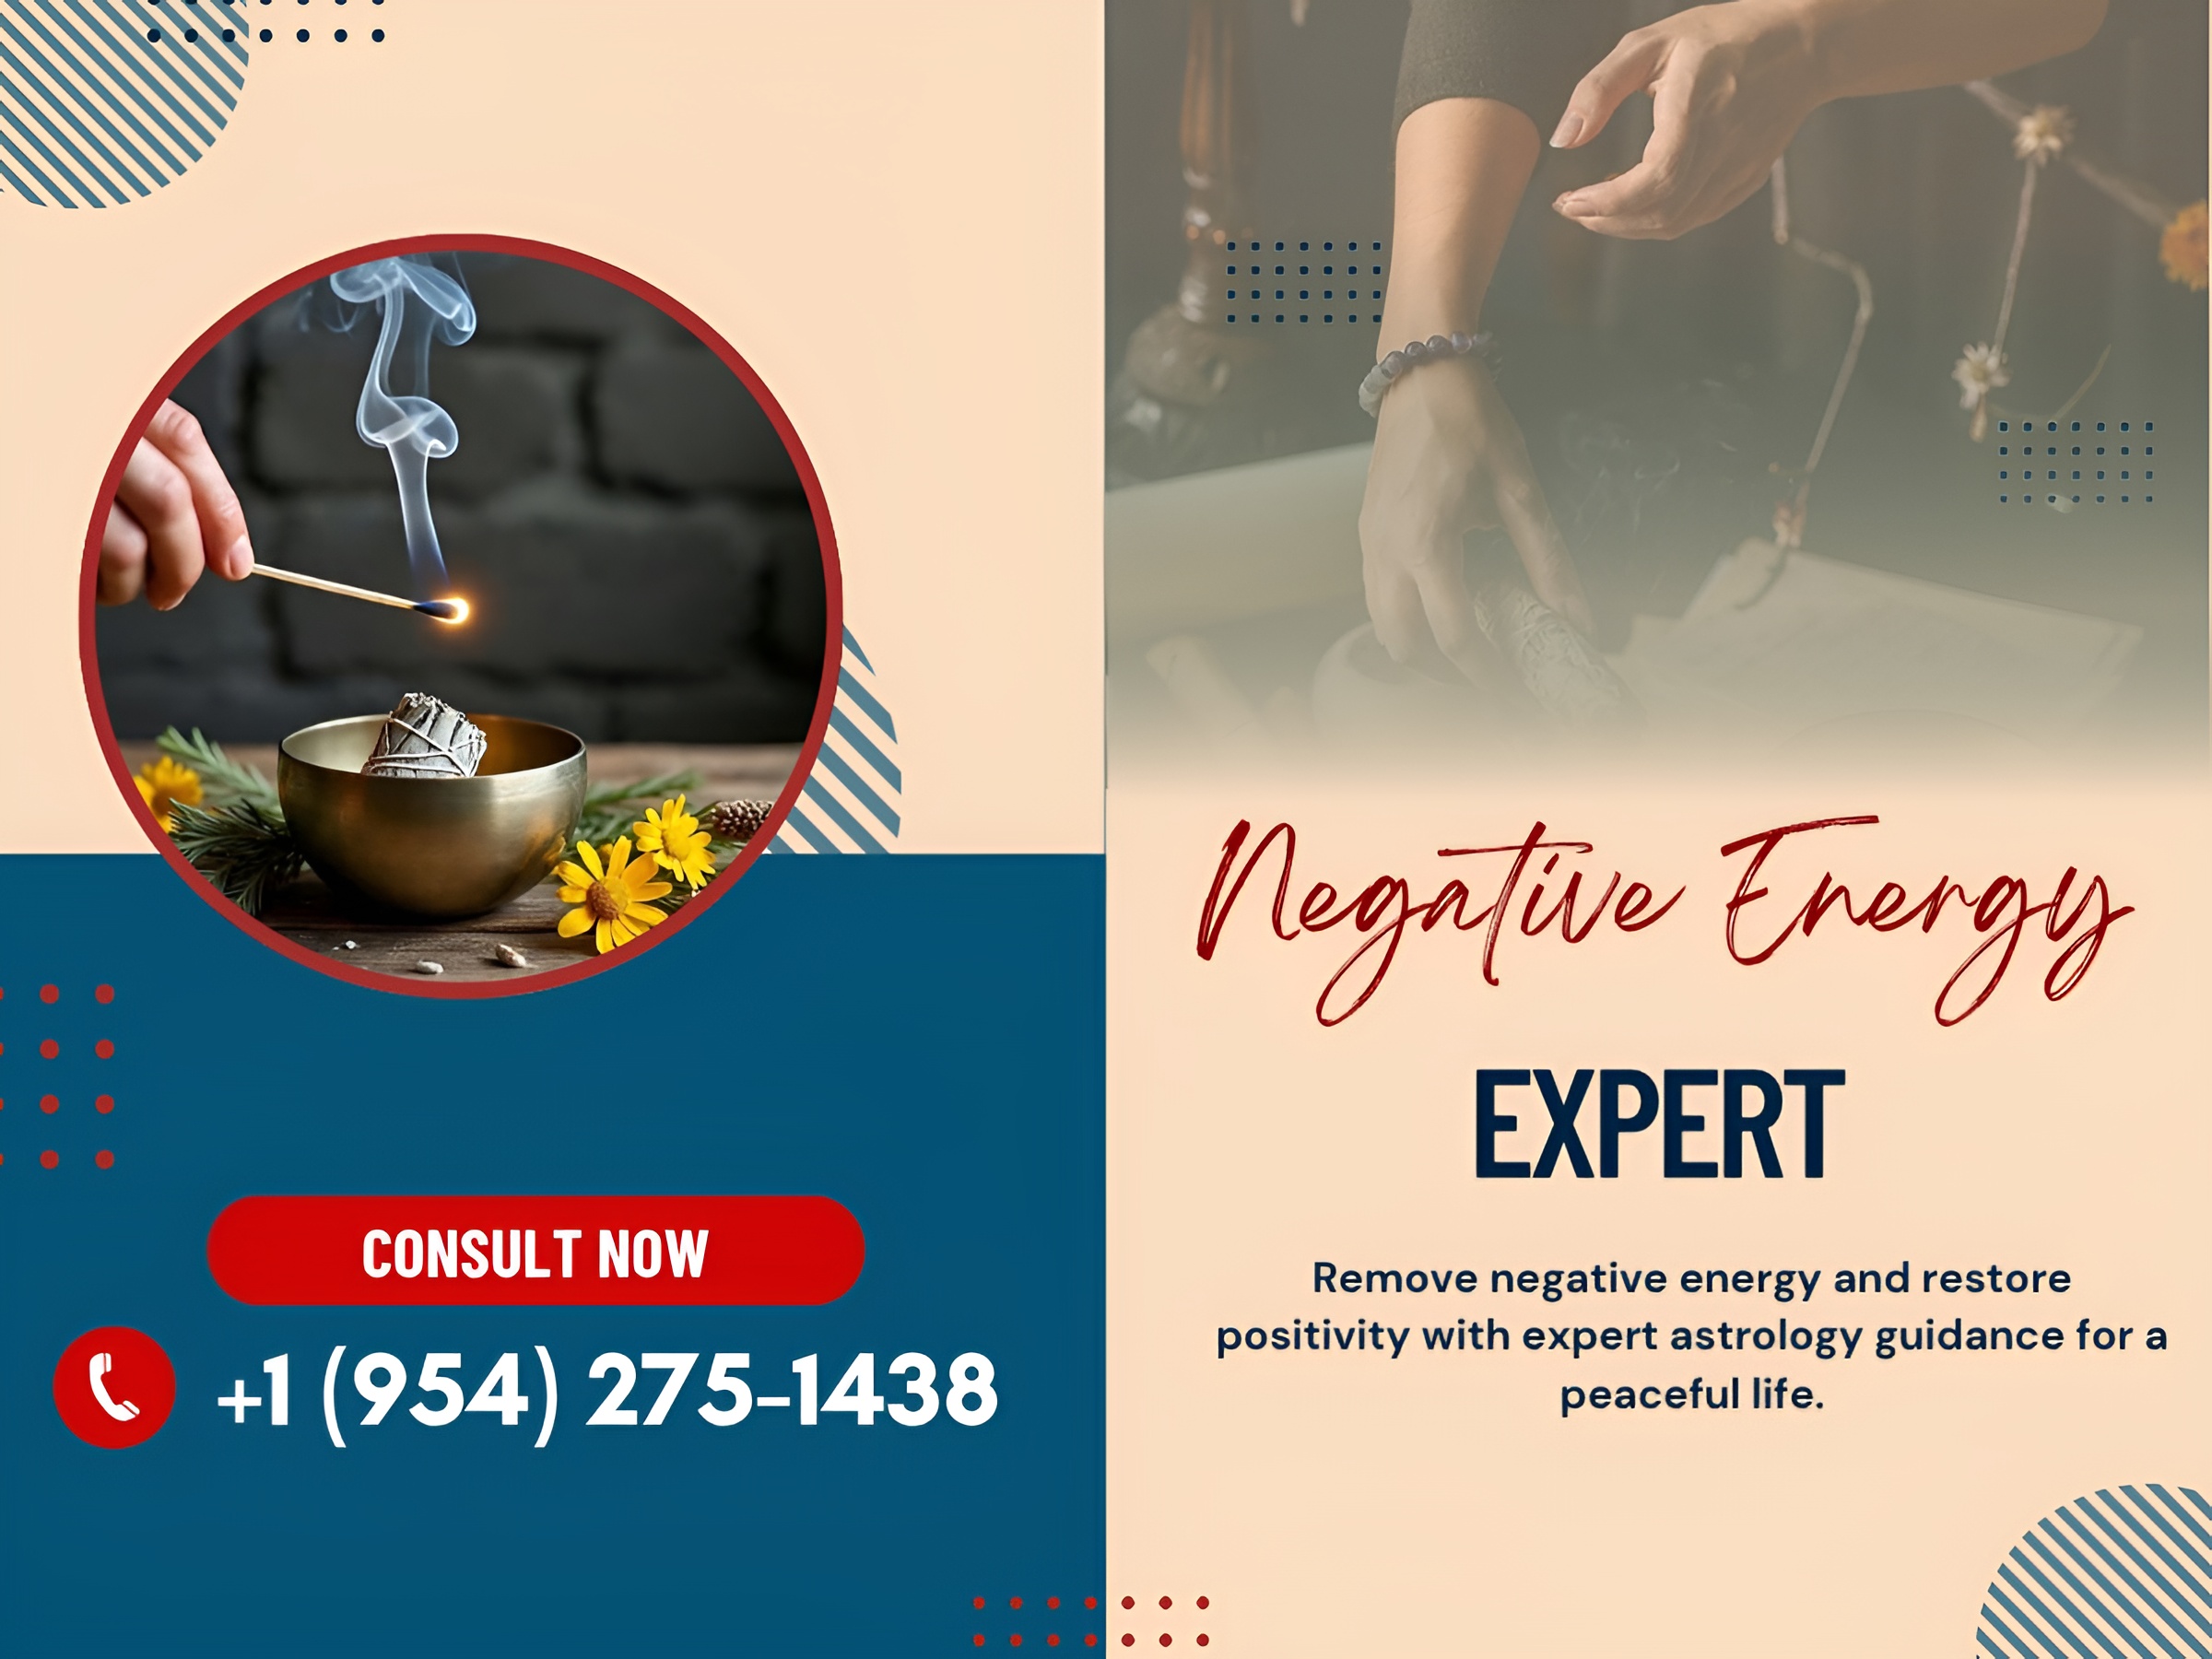 CONSULT NOW
+1 (954) 275-1438
Negative Energy
EXPERT
Remove negative energy and restore
positivity with expert astrology guidance for a
peaceful life.